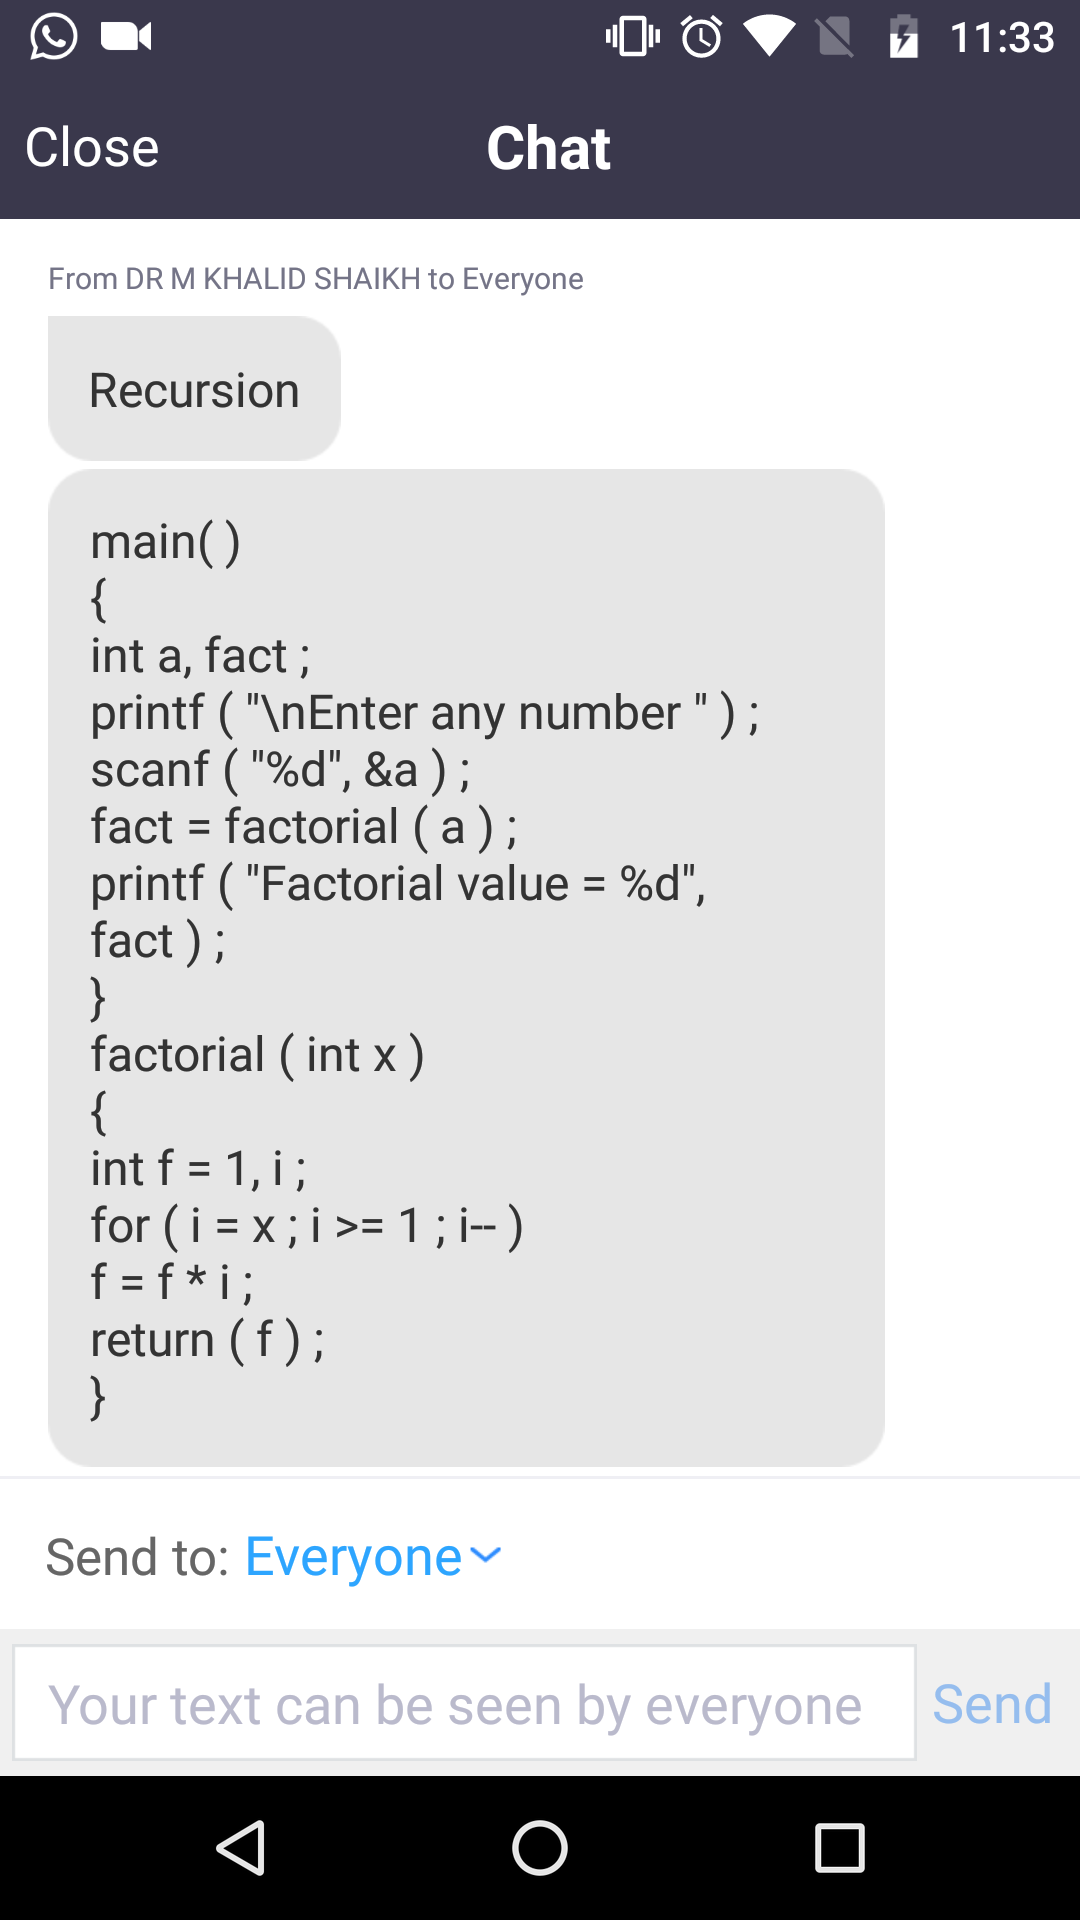 11:33
Close
Chat
From DR M KHALID SHAIKH to Everyone
Recursion
main( )
{
int a, fact ;
printf ( "\nEnter any number " ) ;
scanf ( "%d", &a ) ;
fact = factorial ( a ) ;
printf ( "Factorial value = %d",
fact ) ;
}
factorial ( int x )
{
int f = 1, i ;
for ( i = x ; i >= 1 ; i-- )
f = f * i ;
return ( f ) ;
}
Send to: Everyone
Your text can be seen by everyone
Send